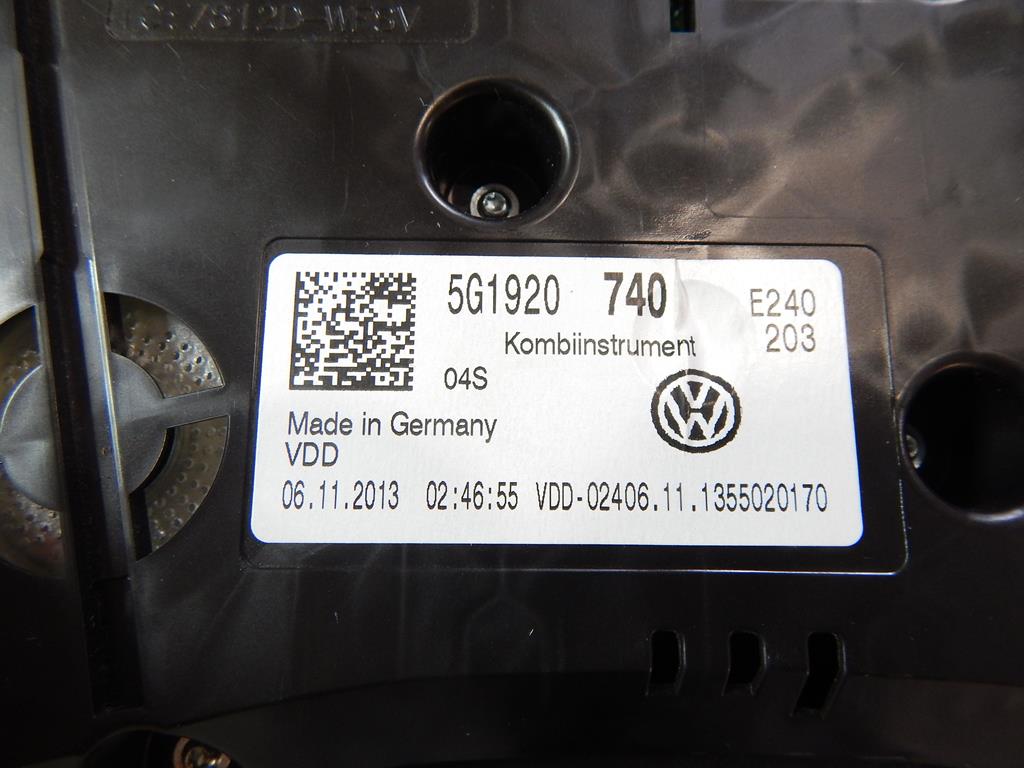 5G1920 740 E240
Kombiinstrument 203
04S
Made in Germany
VDD
06.11.2013 02:46:55 VDD-02406.11.1355020170